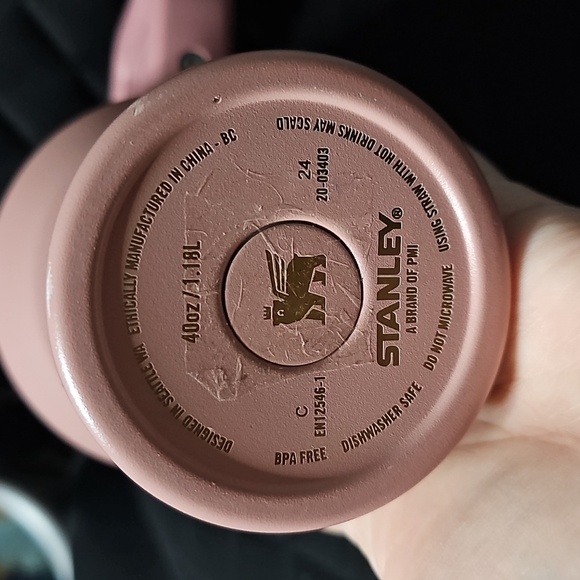 STANLEY®
A BRAND OF PMI
40oz/1.18L
24
20-03403
C
EN12546-1
DESIGNED IN SEATTLE WA ETHICALLY MANUFACTURED IN CHINA - BJ
USING STRAW WITH HOT DRINKS MAY SCALD
BPA FREE DISHWASHER SAFE DO NOT MICROWAVE